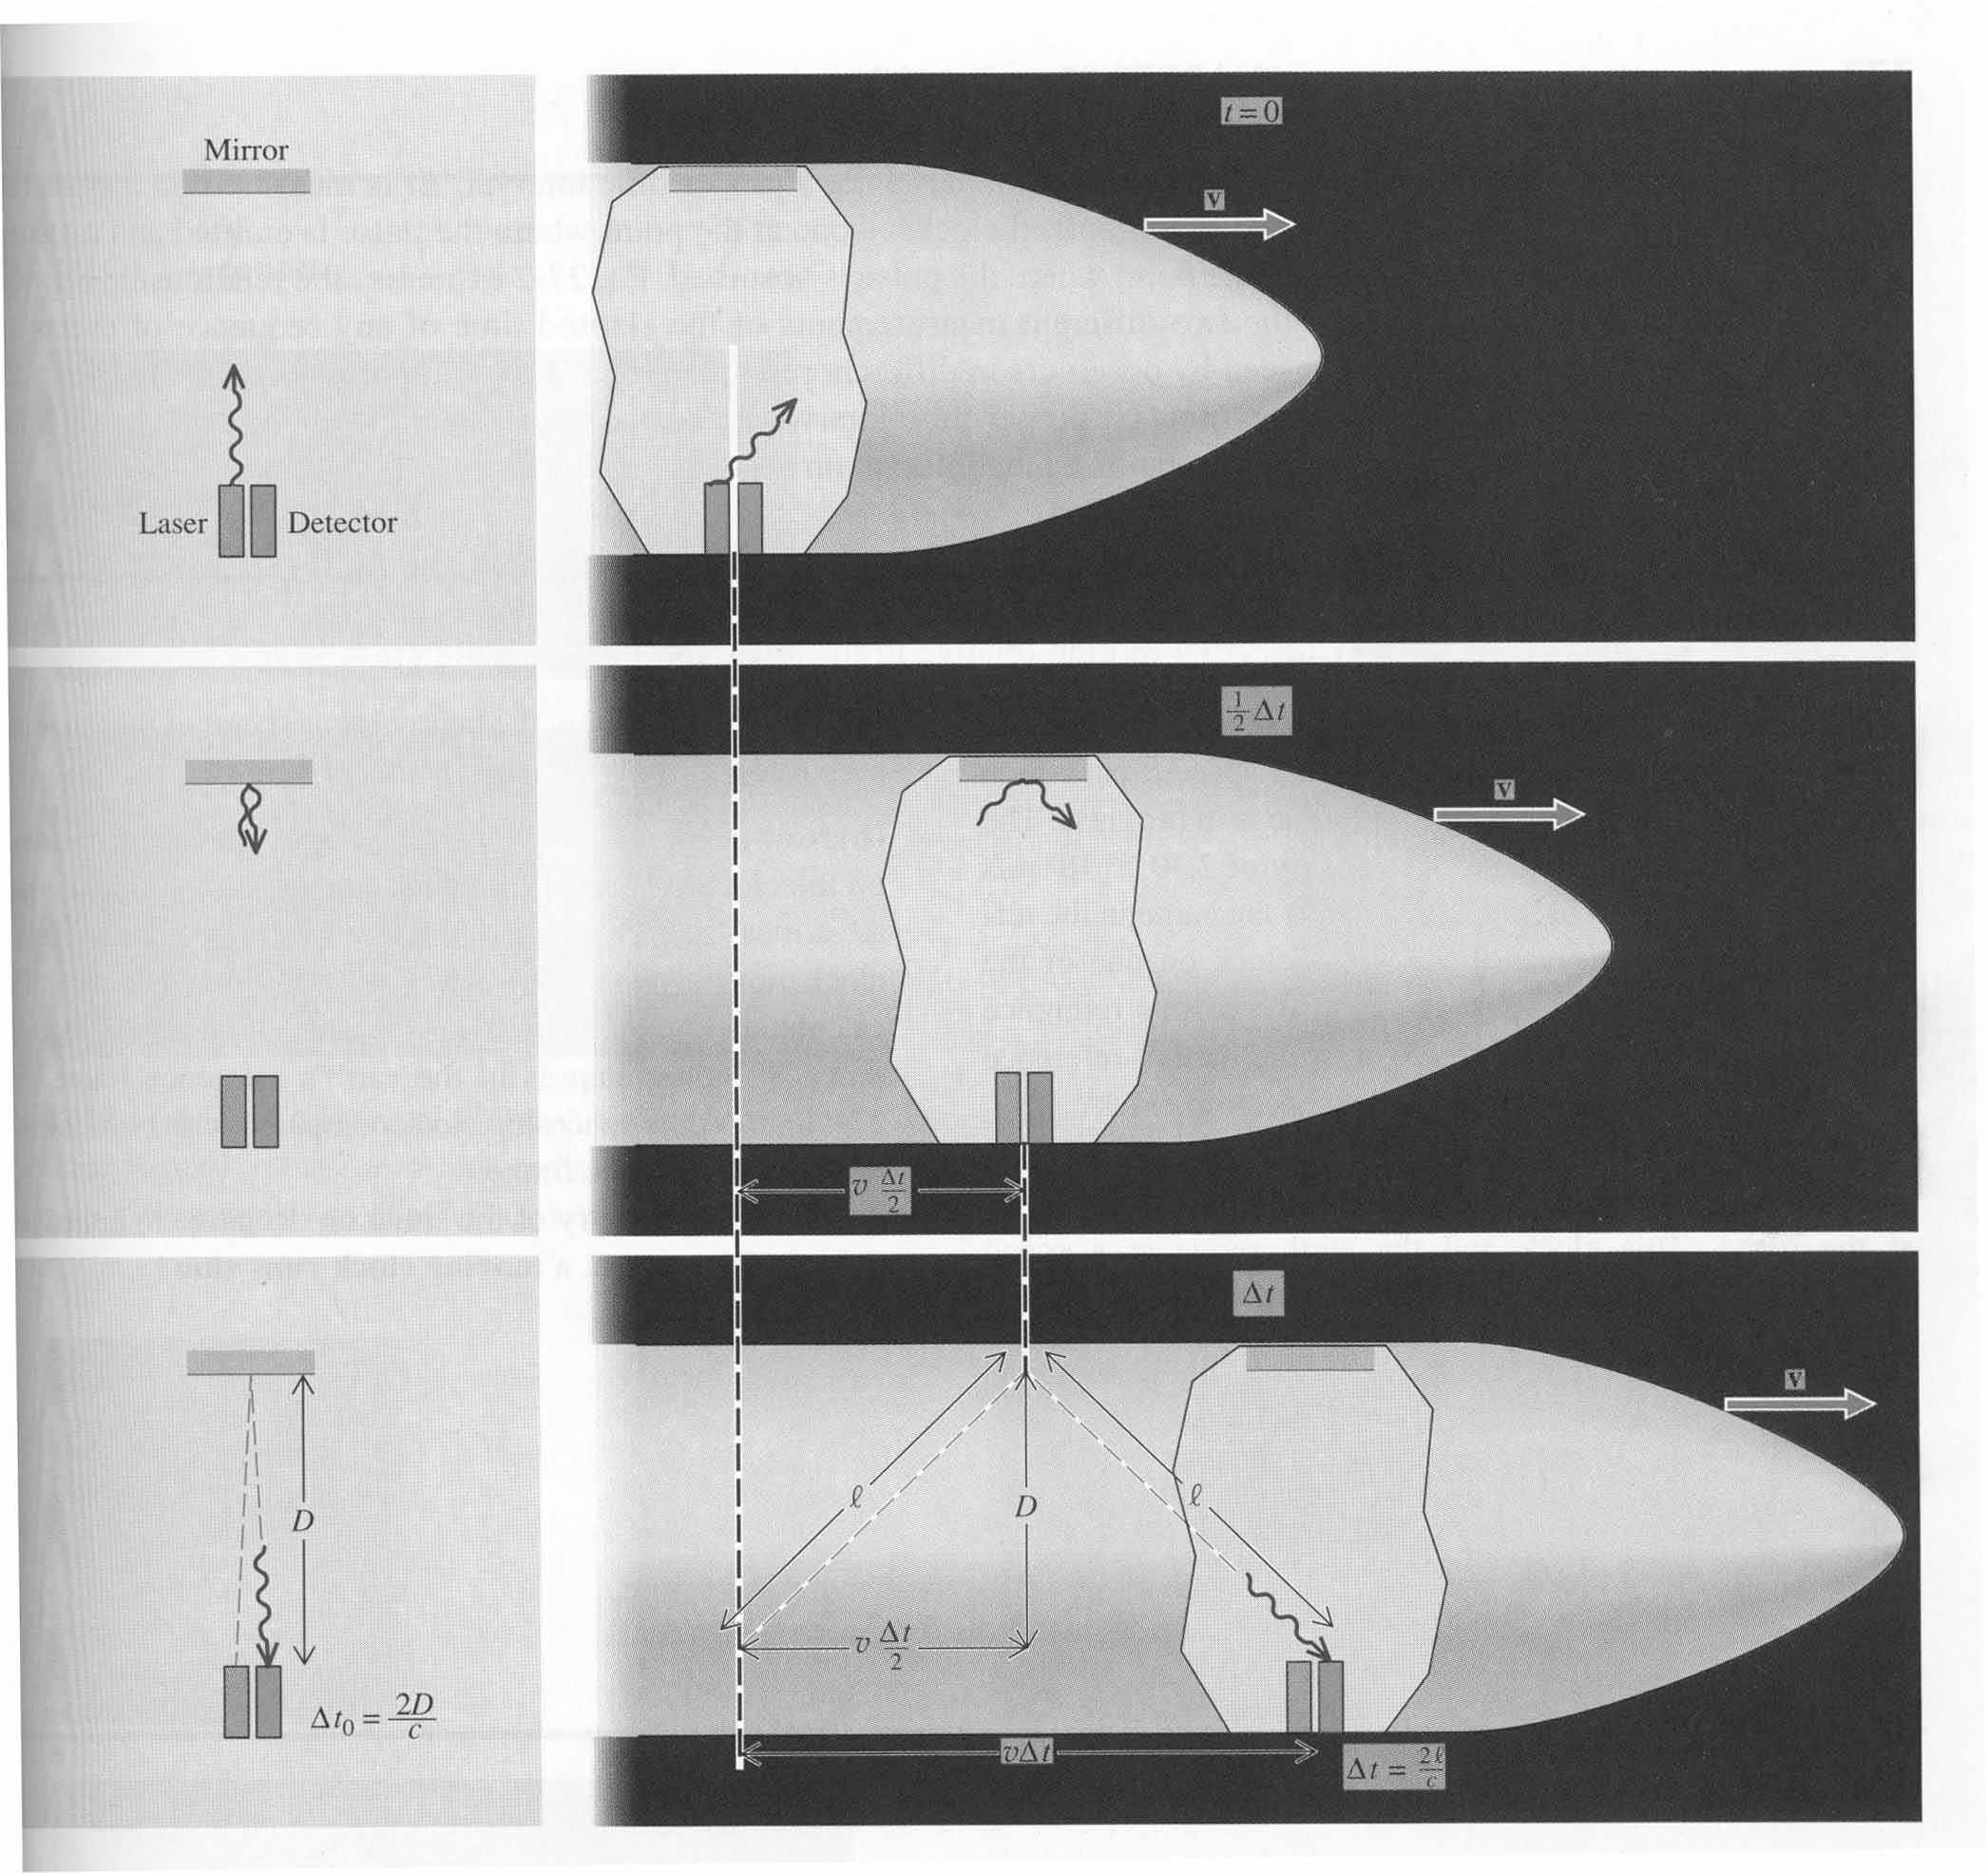 Mirror
Laser
Detector
t = 0
v
½ Δt
v
v Δt/2
Δt
v
D
Δt₀ = 2D/c
ℓ
D
ℓ
v Δt/2
vΔt
Δt = 2ℓ/c